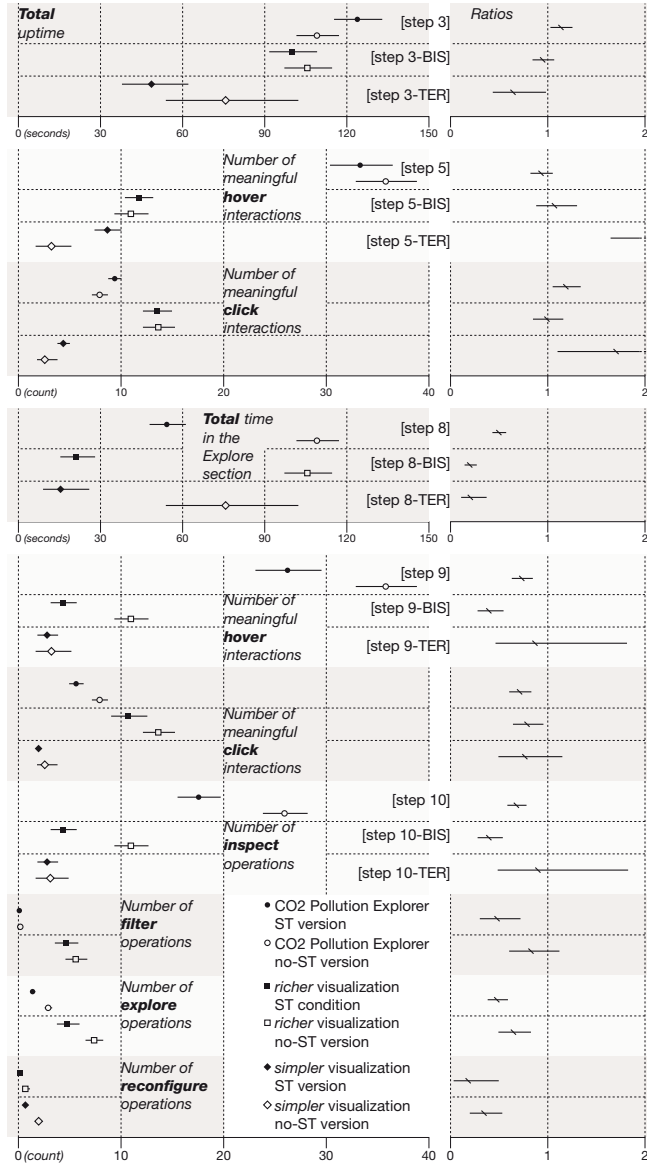 Total
uptime
[step 3]
Ratios
[step 3-BIS]
[step 3-TER]
0 (seconds) 30 60 90 120 150 0 1 2
Number of
meaningful
hover
interactions
[step 5]
[step 5-BIS]
[step 5-TER]
Number of
meaningful
click
interactions
0 (count) 10 20 30 40 0 1 2
Total time
in the
Explore
section
[step 8]
[step 8-BIS]
[step 8-TER]
0 (seconds) 30 60 90 120 150 0 1 2
[step 9]
Number of
meaningful
hover
interactions
[step 9-BIS]
[step 9-TER]
Number of
meaningful
click
interactions
[step 10]
Number of
inspect
operations
[step 10-BIS]
[step 10-TER]
Number of
filter
operations
CO2 Pollution Explorer
ST version
CO2 Pollution Explorer
no-ST version
Number of
explore
operations
richer visualization
ST condition
richer visualization
no-ST version
Number of
reconfigure
operations
simpler visualization
ST version
simpler visualization
no-ST version
0 (count) 10 20 30 40 0 1 2